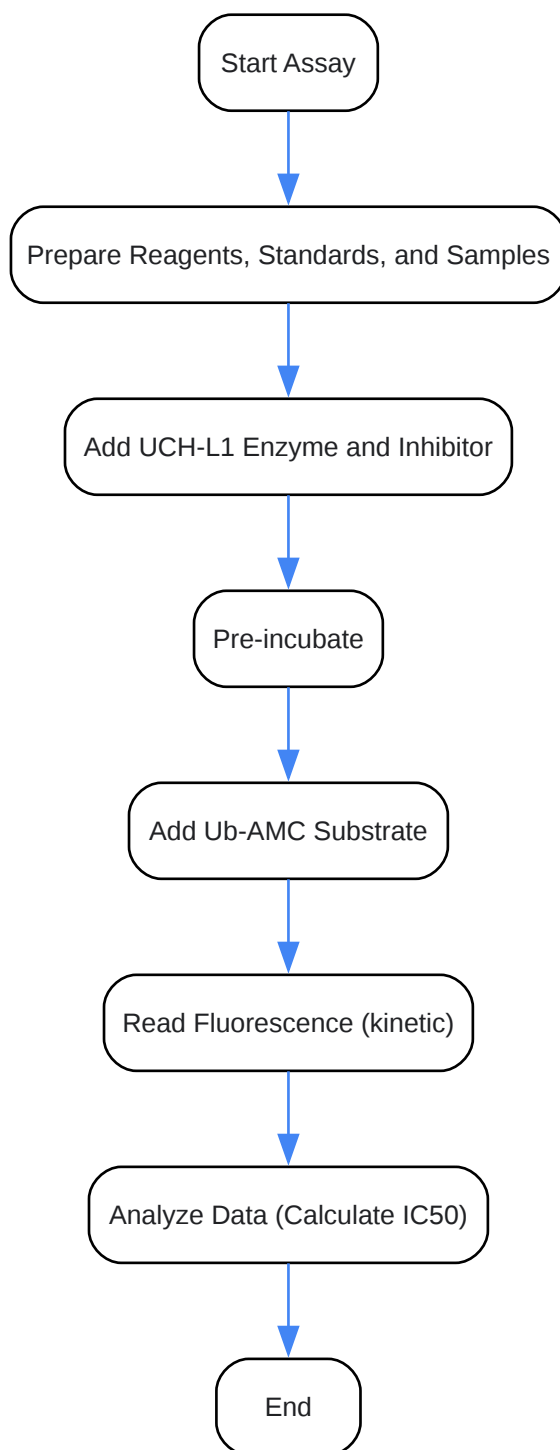 Start Assay
Prepare Reagents, Standards, and Samples
Add UCH-L1 Enzyme and Inhibitor
Pre-incubate
Add Ub-AMC Substrate
Read Fluorescence (kinetic)
Analyze Data (Calculate IC50)
End